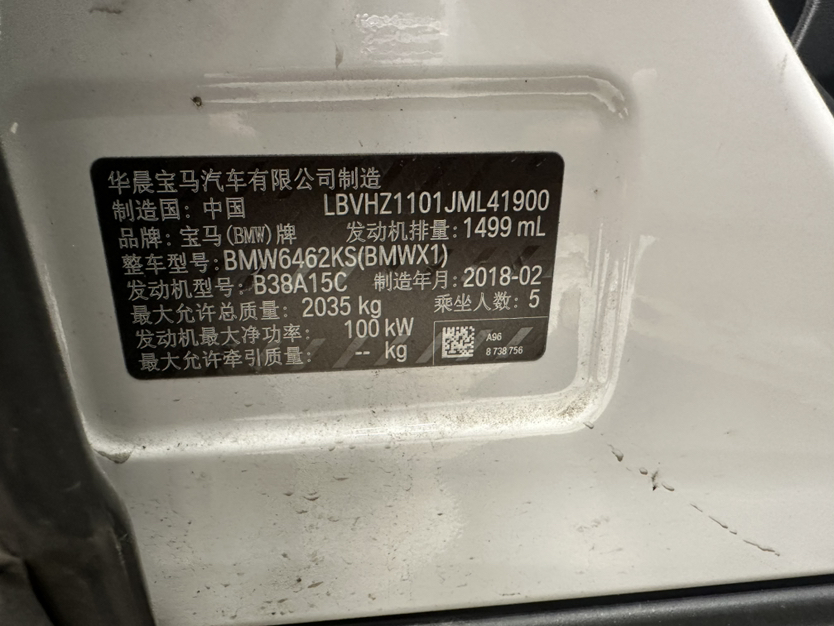 华晨宝马汽车有限公司制造
制造国: 中国 LBVHZ1101JML41900
品牌: 宝马(BMW)牌 发动机排量: 1499 mL
整车型号: BMW6462KS(BMWX1)
发动机型号: B38A15C 制造年月: 2018-02
最大允许总质量: 2035 kg 乘坐人数: 5
发动机最大净功率: 100 kW
最大允许牵引质量: -- kg
A96
8 738 756